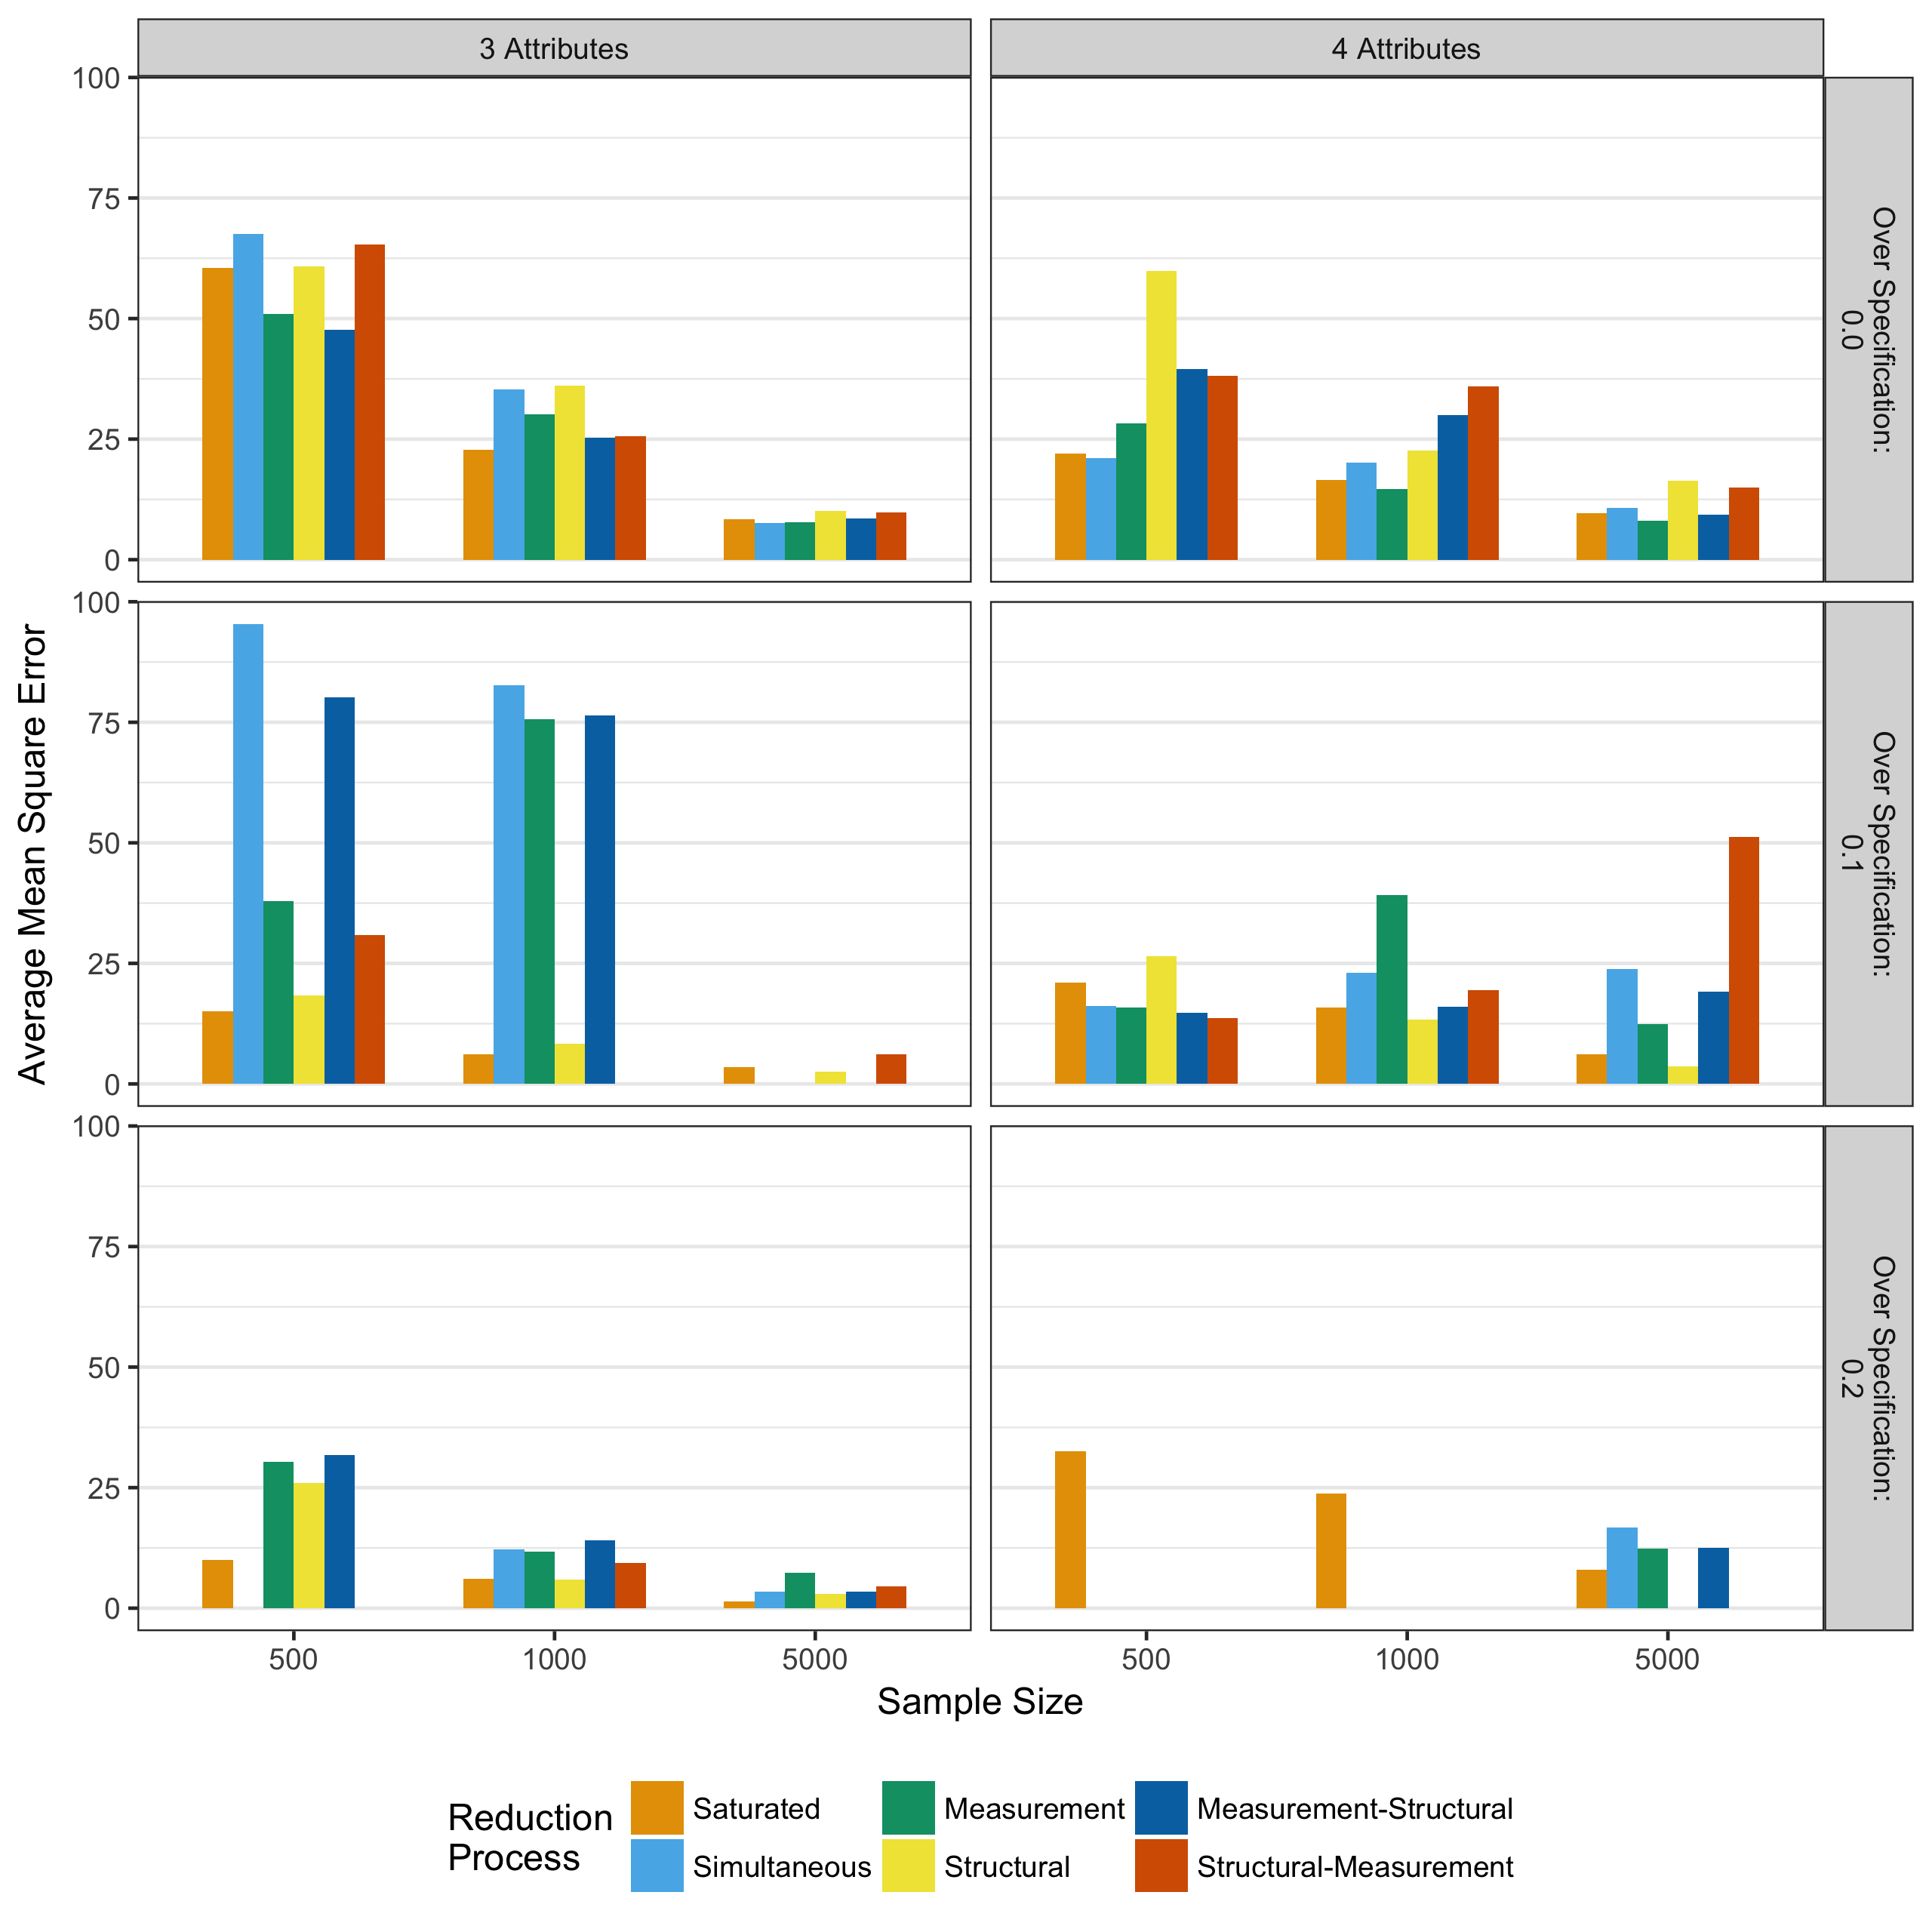 3 Attributes
4 Attributes
100
75
50
25
0
Over Specification:
0.0
100
75
50
25
0
Over Specification:
0.1
100
75
50
25
0
Over Specification:
0.2
Average Mean Square Error
500
1000
5000
500
1000
5000
Sample Size
Reduction
Process
Saturated
Measurement
Measurement-Structural
Simultaneous
Structural
Structural-Measurement